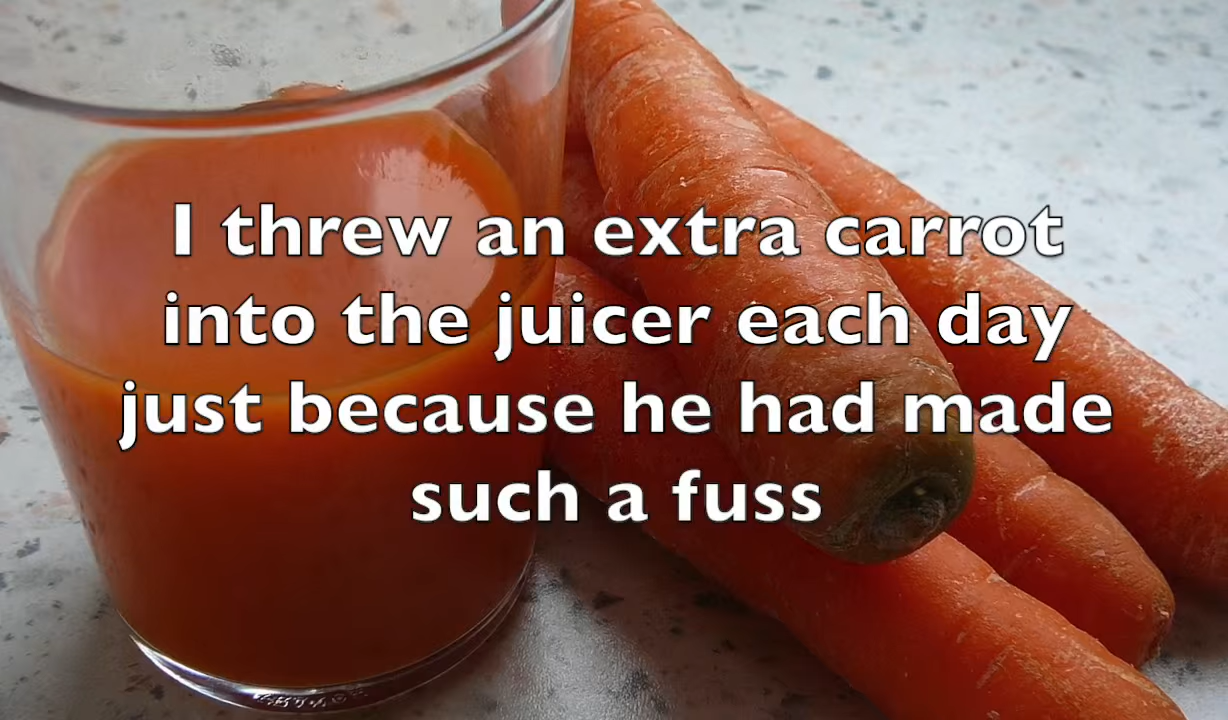 I threw an extra carrot
into the juicer each day
just because he had made
such a fuss